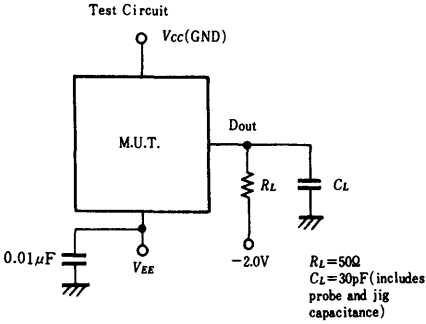 Test Circuit
Vcc(GND)
M.U.T.
Dout
RL
CL
0.01μF
VEE
−2.0V
RL=50Ω
CL=30pF(includes
probe and jig
capacitance)